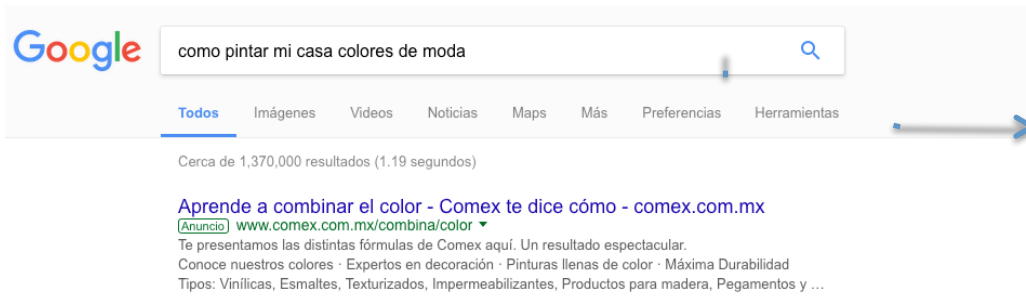 Google
como pintar mi casa colores de moda
Todos Imágenes Videos Noticias Maps Más Preferencias Herramientas
Cerca de 1,370,000 resultados (1.19 segundos)
Aprende a combinar el color - Comex te dice cómo - comex.com.mx
Anuncio www.comex.com.mx/combina/color
Te presentamos las distintas fórmulas de Comex aquí. Un resultado espectacular.
Conoce nuestros colores · Expertos en decoración · Pinturas llenas de color · Máxima Durabilidad
Tipos: Vinílicas, Esmaltes, Texturizados, Impermeabilizantes, Productos para madera, Pegamentos y ...